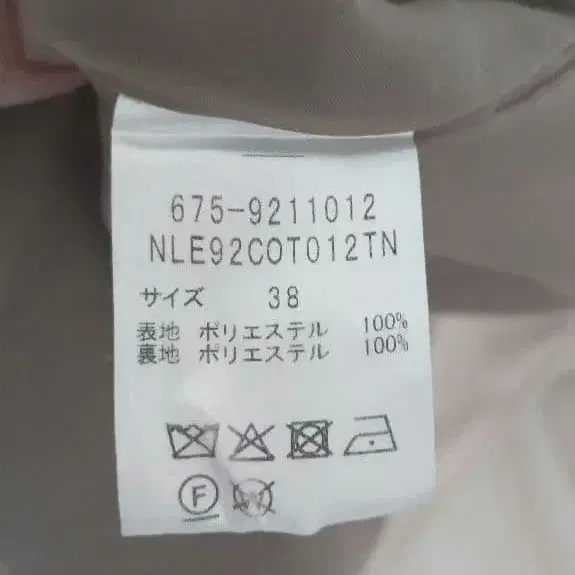 675-9211012
NLE92COT012TN
サイズ 38
表地 ポリエステル 100%
裏地 ポリエステル 100%
F
W